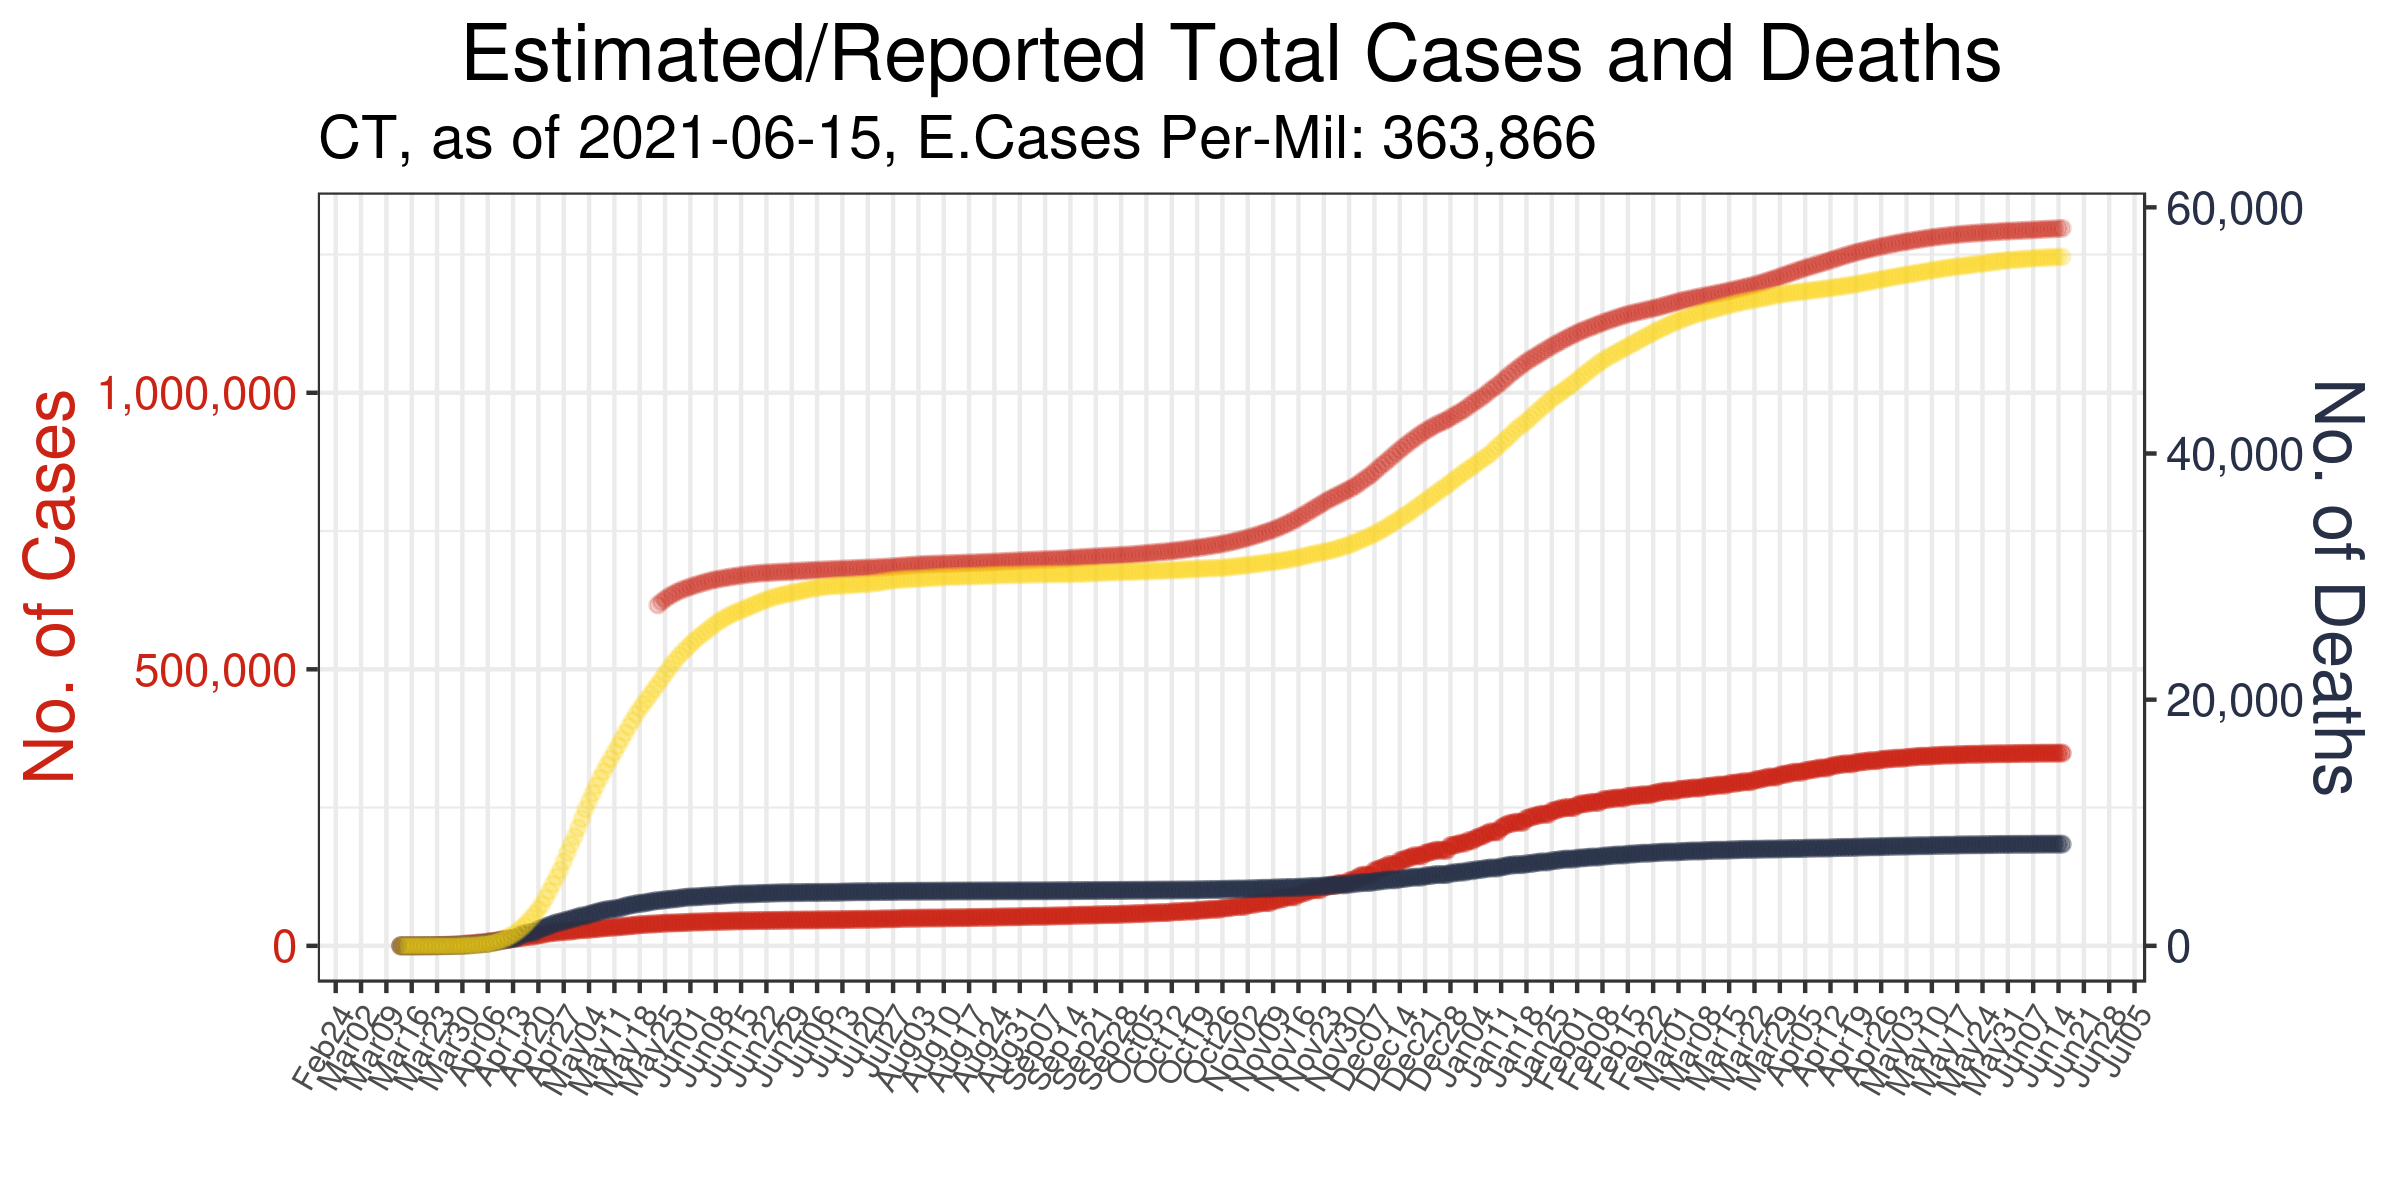 Estimated/Reported Total Cases and Deaths
CT, as of 2021-06-15, E.Cases Per-Mil: 363,866
No. of Cases
1,000,000
500,000
0
60,000
40,000
20,000
0
No. of Deaths
Feb24
Mar02
Mar09
Mar16
Mar23
Mar30
Apr06
Apr13
Apr20
Apr27
May04
May11
May18
May25
Jun01
Jun08
Jun15
Jun22
Jun29
Jul06
Jul13
Jul20
Jul27
Aug03
Aug10
Aug17
Aug24
Aug31
Sep07
Sep14
Sep21
Sep28
Oct05
Oct12
Oct19
Oct26
Nov02
Nov09
Nov16
Nov23
Nov30
Dec07
Dec14
Dec21
Dec28
Jan04
Jan11
Jan18
Jan25
Feb01
Feb08
Feb15
Feb22
Mar01
Mar08
Mar15
Mar22
Mar29
Apr05
Apr12
Apr19
Apr26
May03
May10
May17
May24
May31
Jun07
Jun14
Jun21
Jun28
Jul05